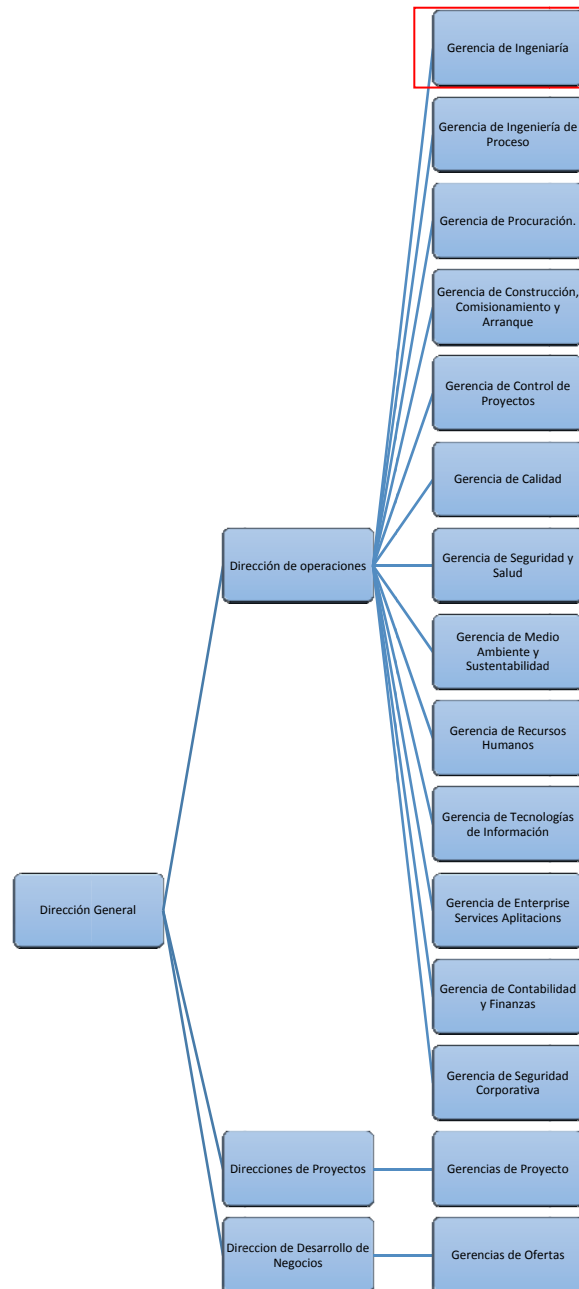 Gerencia de Ingeniaría
Gerencia de Ingeniería de
Proceso
Gerencia de Procuración.
Gerencia de Construcción,
Comisionamiento y
Arranque
Gerencia de Control de
Proyectos
Gerencia de Calidad
Dirección de operaciones
Gerencia de Seguridad y
Salud
Gerencia de Medio
Ambiente y
Sustentabilidad
Gerencia de Recursos
Humanos
Gerencia de Tecnologías
de Información
Dirección General
Gerencia de Enterprise
Services Aplitacions
Gerencia de Contabilidad
y Finanzas
Gerencia de Seguridad
Corporativa
Direcciones de Proyectos
Gerencias de Proyecto
Direccion de Desarrollo de
Negocios
Gerencias de Ofertas